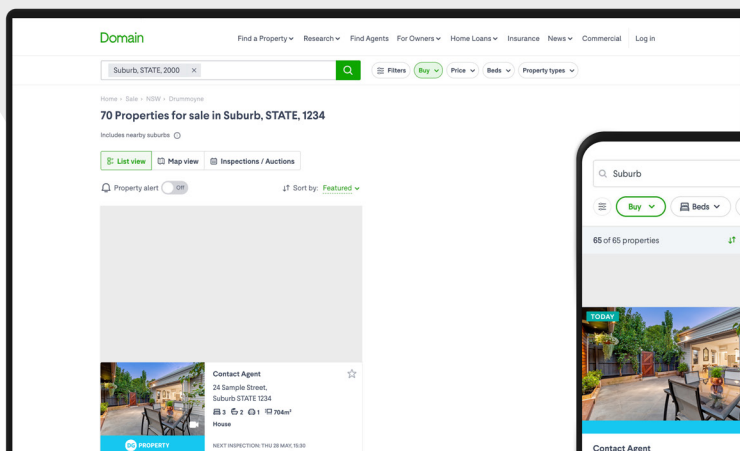 Domain
Find a Property Research Find Agents For Owners Home Loans Insurance News Commercial Log in
Suburb, STATE, 2000 × Filters Buy Price Beds Property types
Home > Sale > NSW > Drummoyne
70 Properties for sale in Suburb, STATE, 1234
Includes nearby suburbs
List view Map view Inspections / Auctions
Property alert Off Sort by: Featured
Contact Agent
24 Sample Street,
Suburb STATE 1234
3 2 1 704m²
House
DG PROPERTY
NEXT INSPECTION: THU 28 MAY, 15:30
Suburb
Buy Beds
65 of 65 properties
TODAY
Contact Agent